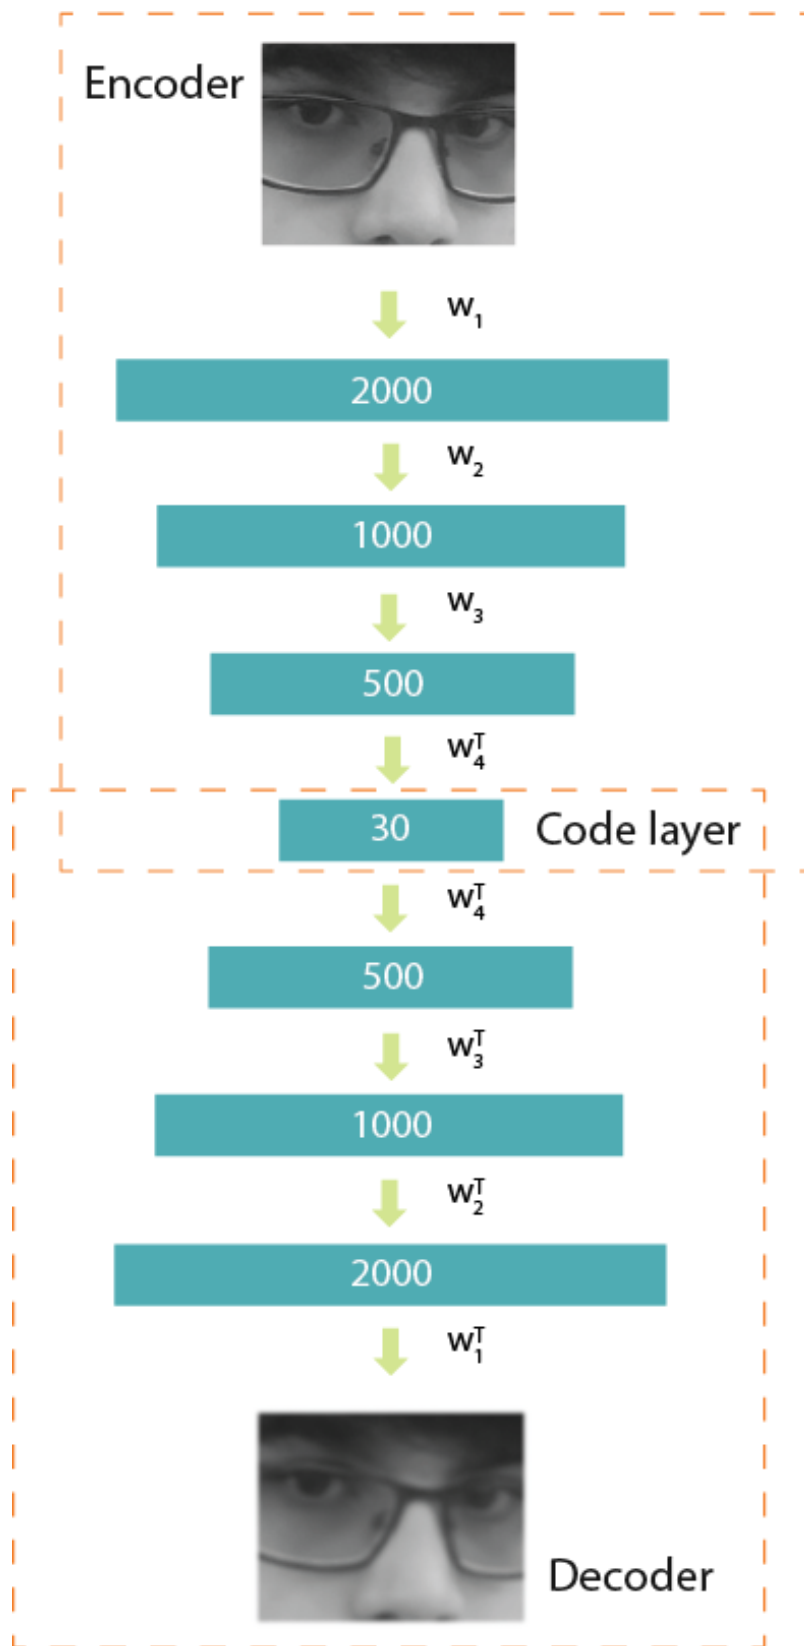 Encoder
W₁
2000
W₂
1000
W₃
500
W₄ᵀ
30 Code layer
W₄ᵀ
500
W₃ᵀ
1000
W₂ᵀ
2000
W₁ᵀ
Decoder